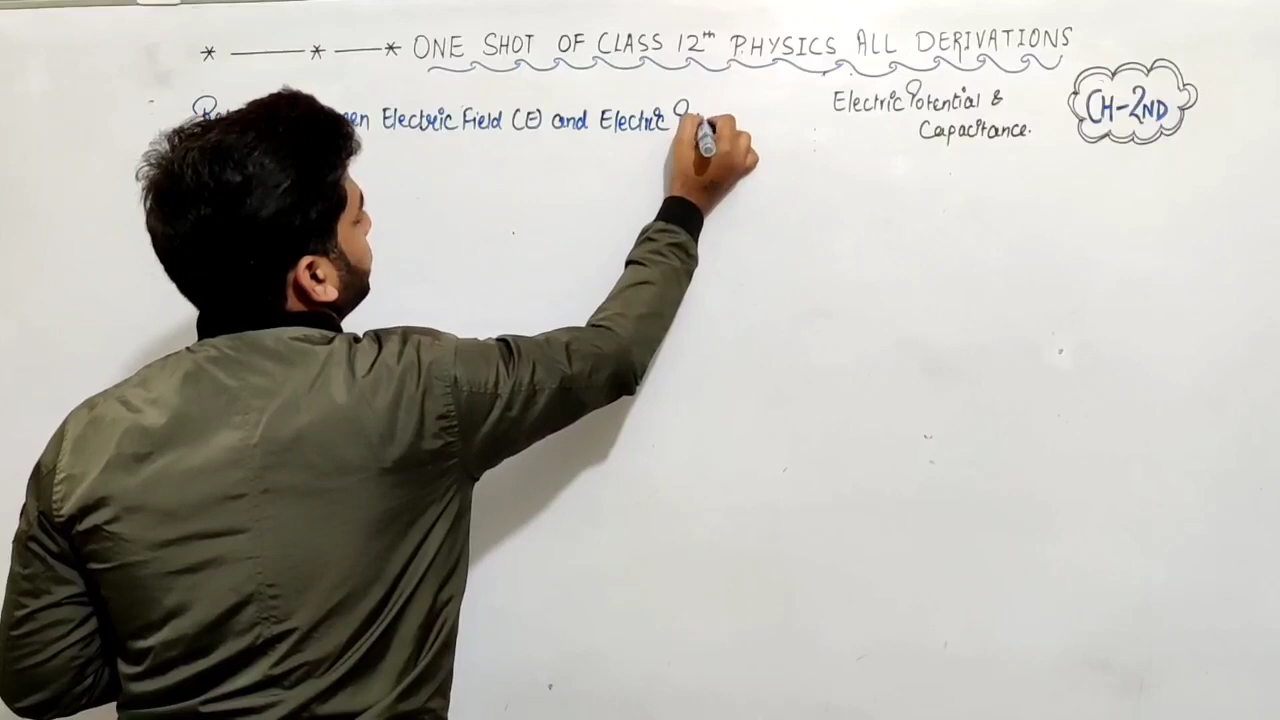 * ——— * —— * ONE SHOT OF CLASS 12th PHYSICS ALL DERIVATIONS
Electric Potential &
Capacitance.
CH-2ND
Electric Field (E) and Electric